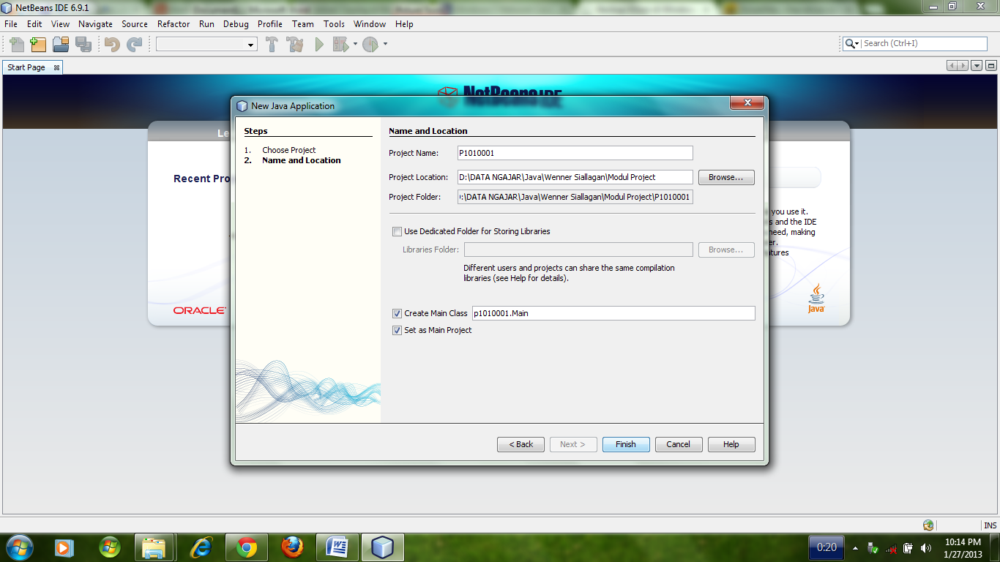 NetBeans IDE 6.9.1
File Edit View Navigate Source Refactor Run Debug Profile Team Tools Window Help
Search (Ctrl+I)
Start Page
NetBeans IDE
New Java Application
Steps
1. Choose Project
2. Name and Location
Name and Location
Project Name: P1010001
Project Location: D:\DATA NGAJAR\Java\Wenner Siallagan\Modul Project Browse...
Project Folder: :\DATA NGAJAR\Java\Wenner Siallagan\Modul Project\P1010001
Use Dedicated Folder for Storing Libraries
Libraries Folder: Browse...
Different users and projects can share the same compilation
libraries (see Help for details).
Create Main Class p1010001.Main
Set as Main Project
< Back Next > Finish Cancel Help
Le
Recent Pro
you use it.
s and the IDE
need, making
er.
atures
ORACLE
Java
INS
0:20
10:14 PM
1/27/2013